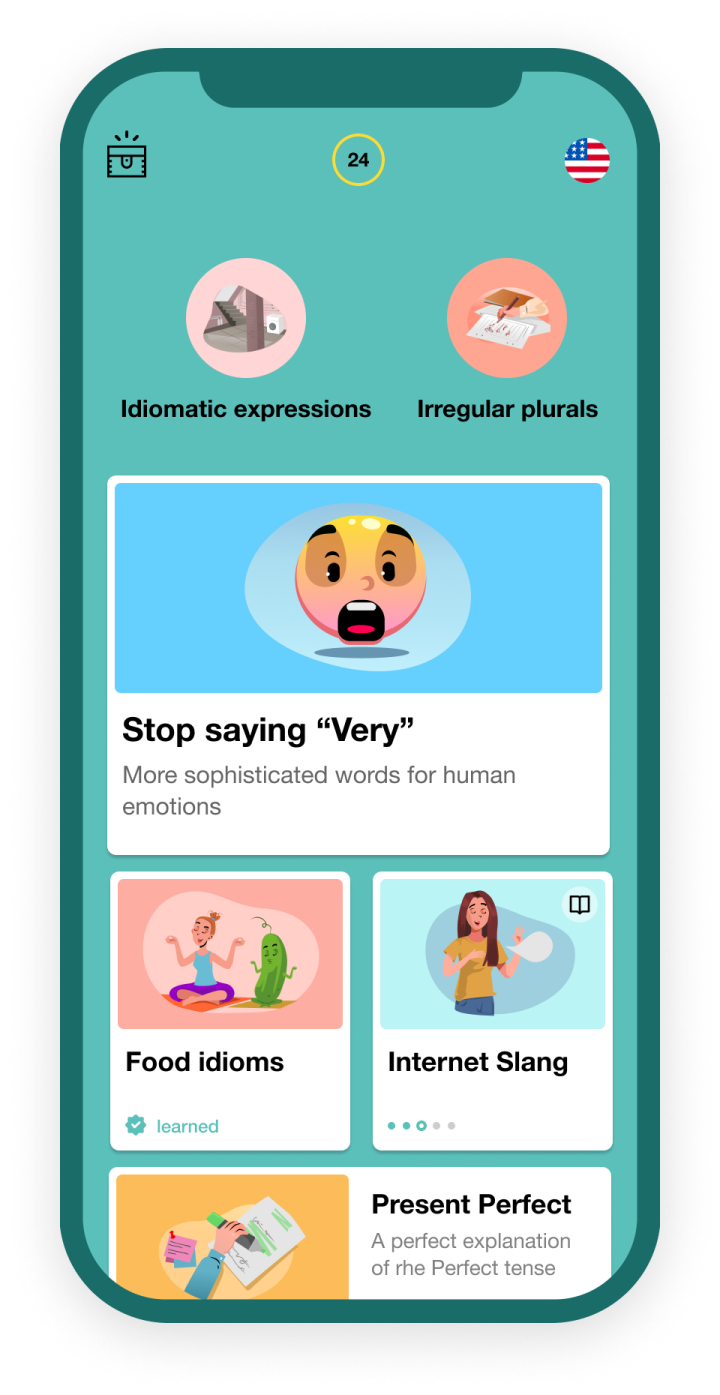 24
Idiomatic expressions
Irregular plurals
Stop saying “Very”
More sophisticated words for human
emotions
Food idioms
learned
Internet Slang
Present Perfect
A perfect explanation
of rhe Perfect tense